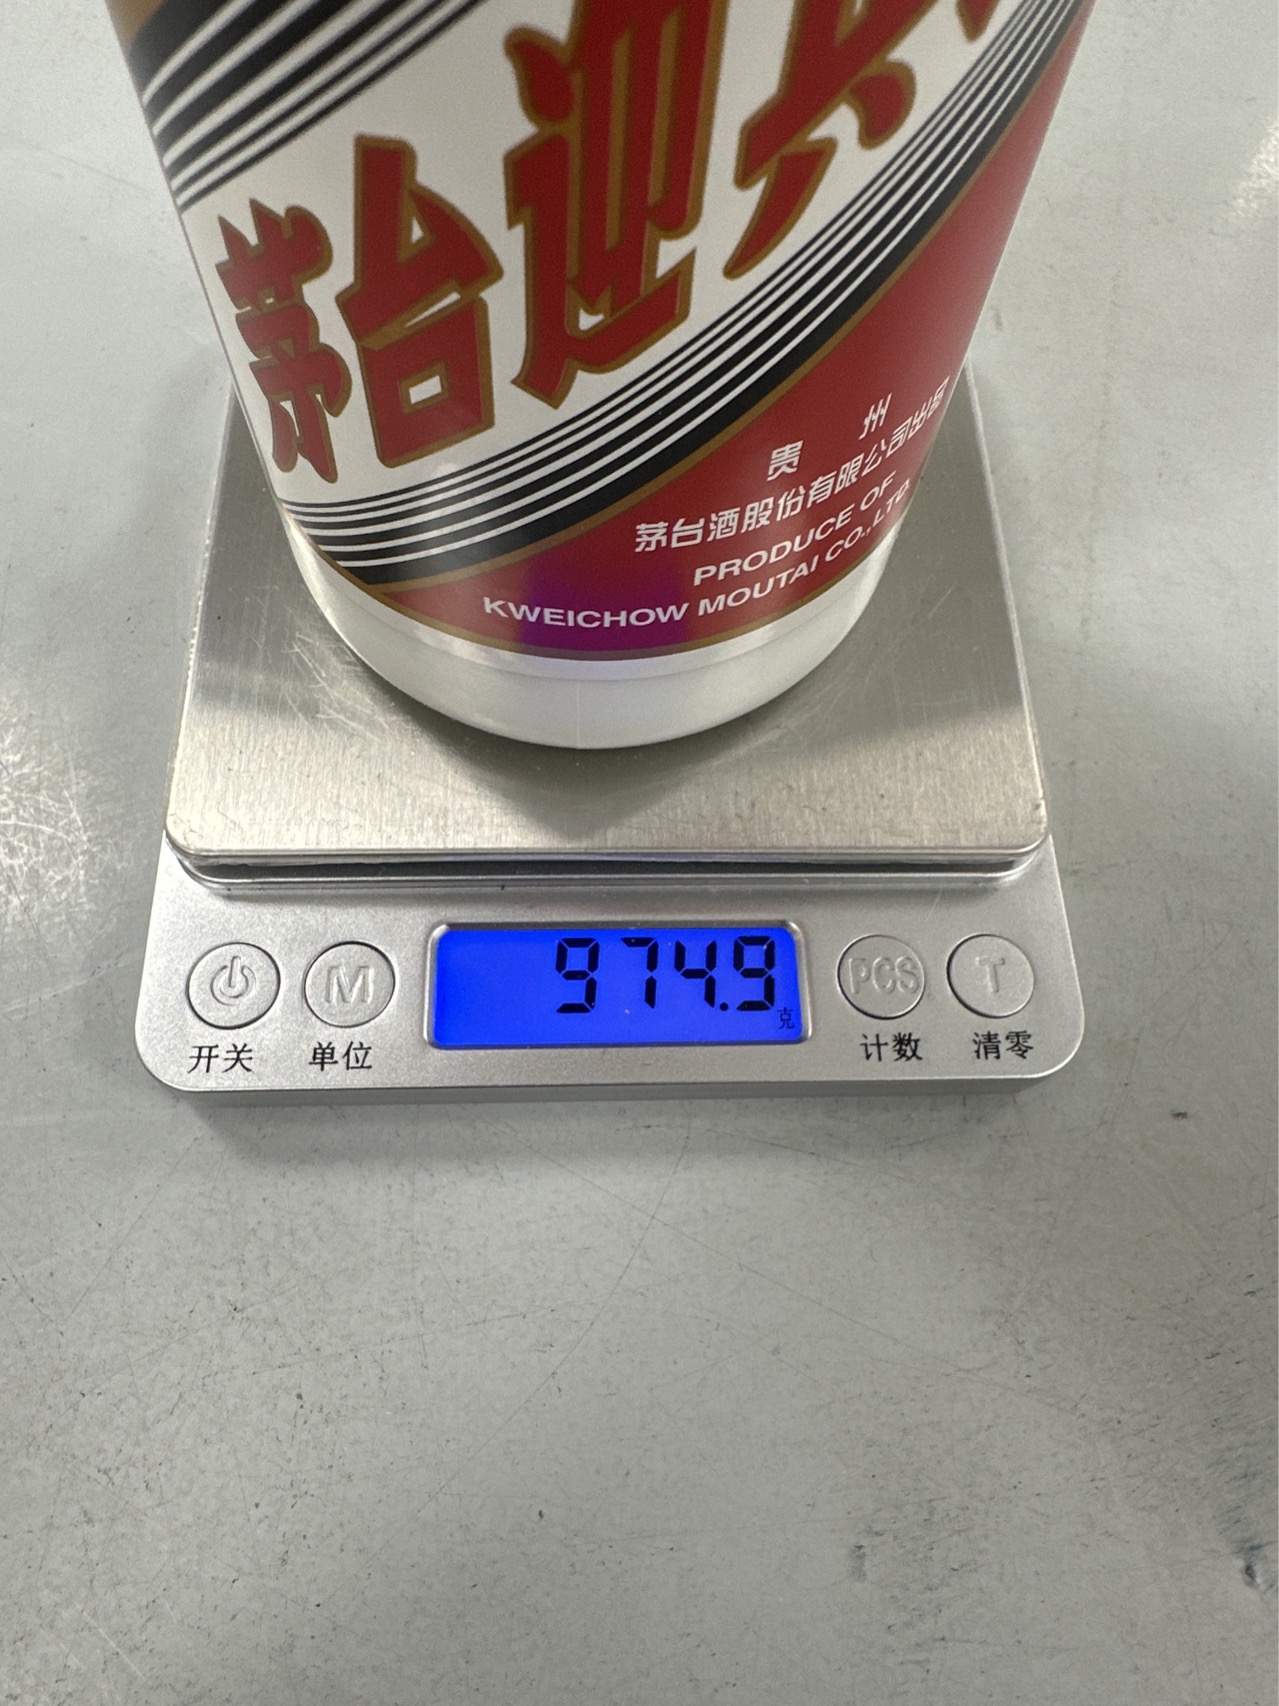 茅台迎宾
贵州
茅台酒股份有限公司出品
PRODUCE OF
KWEICHOW MOUTAI CO.,LTD.
974.9
克
M
PCS
T
开关
单位
计数
清零